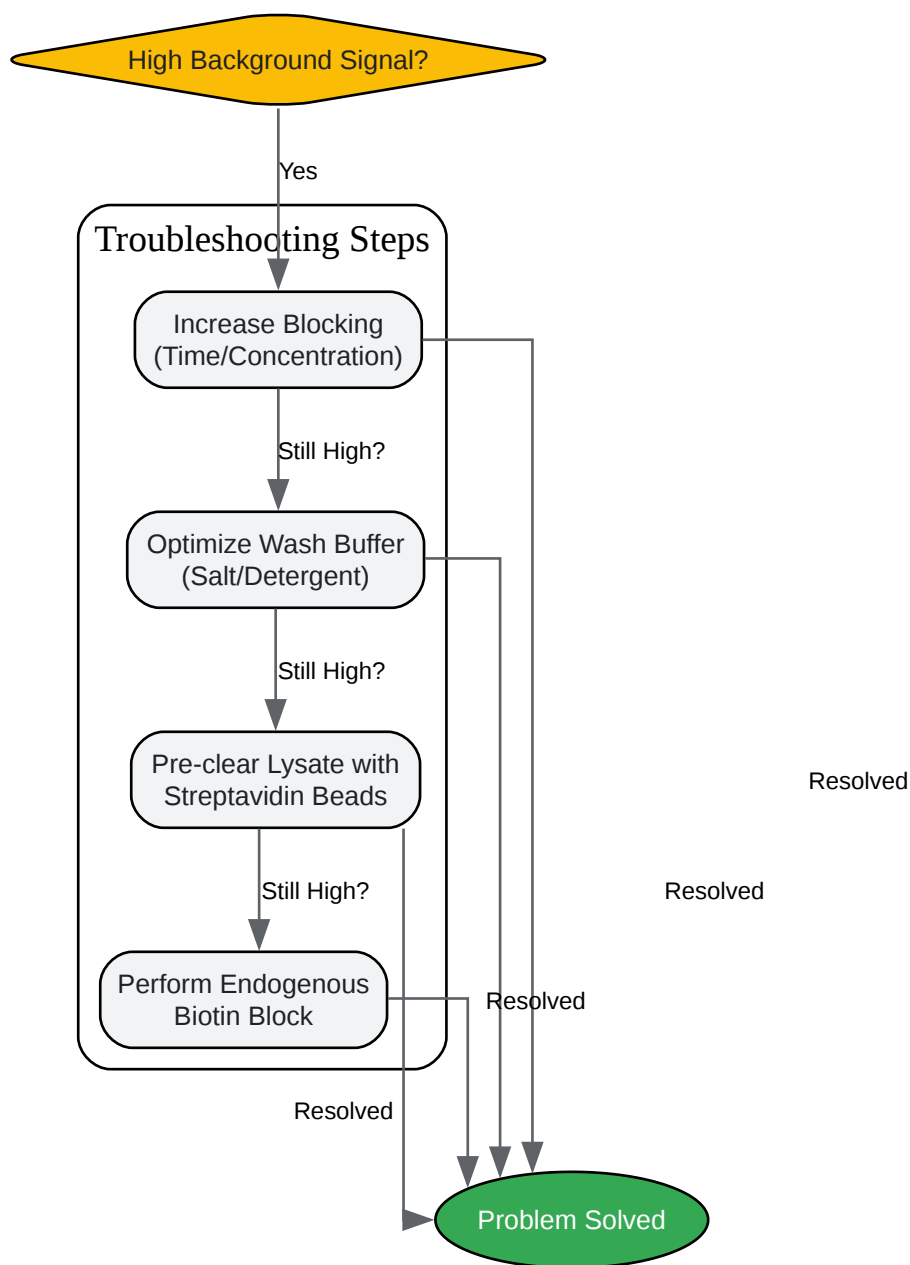 High Background Signal?
Yes
Troubleshooting Steps
Increase Blocking
(Time/Concentration)
Still High?
Optimize Wash Buffer
(Salt/Detergent)
Still High?
Pre-clear Lysate with
Streptavidin Beads
Resolved
Still High?
Resolved
Perform Endogenous
Biotin Block
Resolved
Resolved
Problem Solved